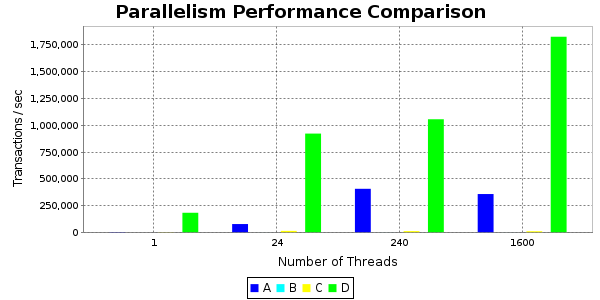 Parallelism Performance Comparison
1,750,000
1,500,000
1,250,000
1,000,000
750,000
500,000
250,000
0
Transactions / sec
1 24 240 1600
Number of Threads
A B C D